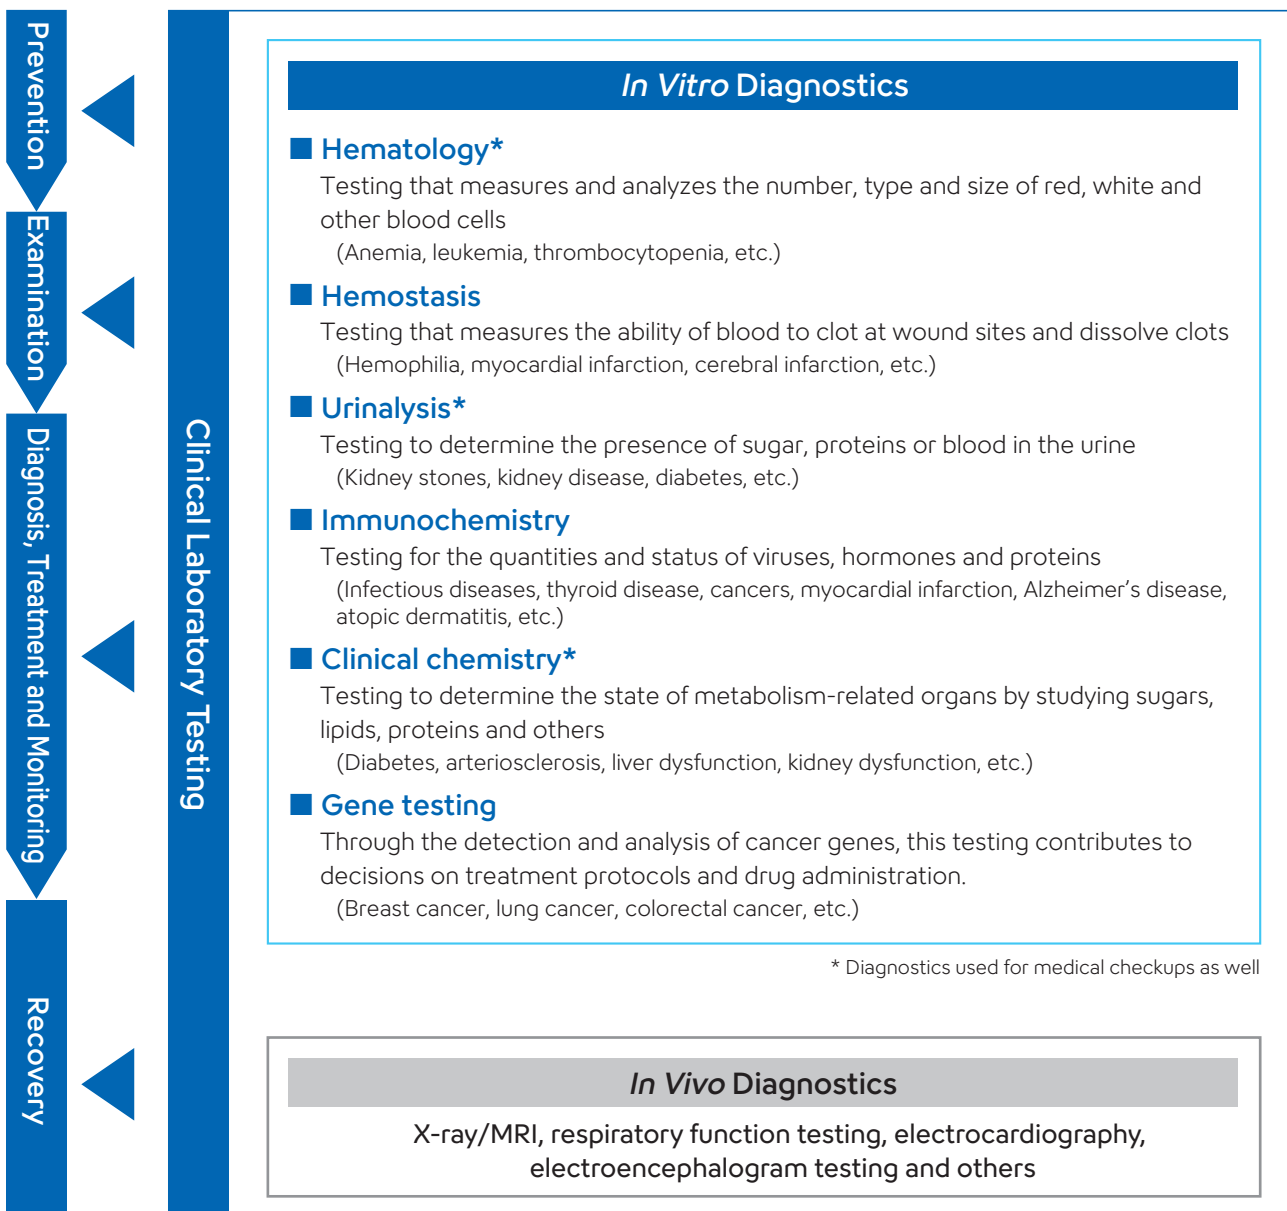 Prevention
Examination
Diagnosis, Treatment and Monitoring
Recovery
Clinical Laboratory Testing
In Vitro Diagnostics
■ Hematology*
Testing that measures and analyzes the number, type and size of red, white and
other blood cells
(Anemia, leukemia, thrombocytopenia, etc.)
■ Hemostasis
Testing that measures the ability of blood to clot at wound sites and dissolve clots
(Hemophilia, myocardial infarction, cerebral infarction, etc.)
■ Urinalysis*
Testing to determine the presence of sugar, proteins or blood in the urine
(Kidney stones, kidney disease, diabetes, etc.)
■ Immunochemistry
Testing for the quantities and status of viruses, hormones and proteins
(Infectious diseases, thyroid disease, cancers, myocardial infarction, Alzheimer’s disease,
atopic dermatitis, etc.)
■ Clinical chemistry*
Testing to determine the state of metabolism-related organs by studying sugars,
lipids, proteins and others
(Diabetes, arteriosclerosis, liver dysfunction, kidney dysfunction, etc.)
■ Gene testing
Through the detection and analysis of cancer genes, this testing contributes to
decisions on treatment protocols and drug administration.
(Breast cancer, lung cancer, colorectal cancer, etc.)
* Diagnostics used for medical checkups as well
In Vivo Diagnostics
X-ray/MRI, respiratory function testing, electrocardiography,
electroencephalogram testing and others